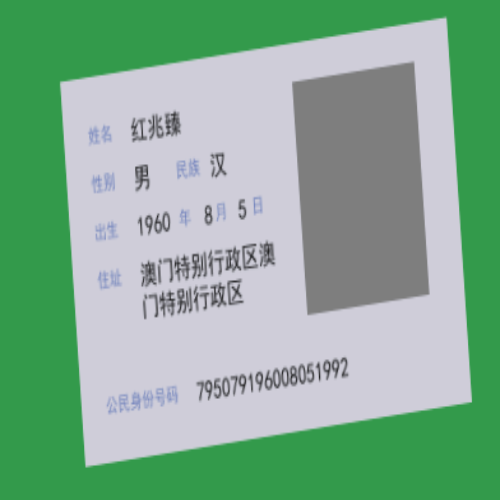 姓名 红兆臻
性别 男 民族 汉
出生 1960 年 8 月 5 日
住址 澳门特别行政区澳
门特别行政区
公民身份号码 795079196008051992